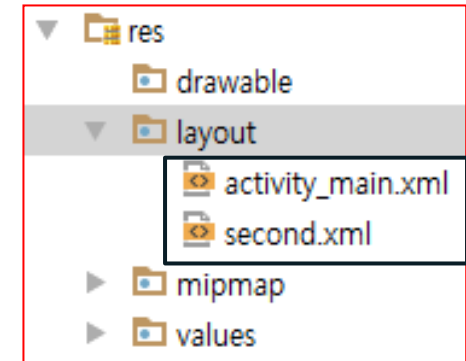 res
drawable
layout
activity_main.xml
second.xml
mipmap
values